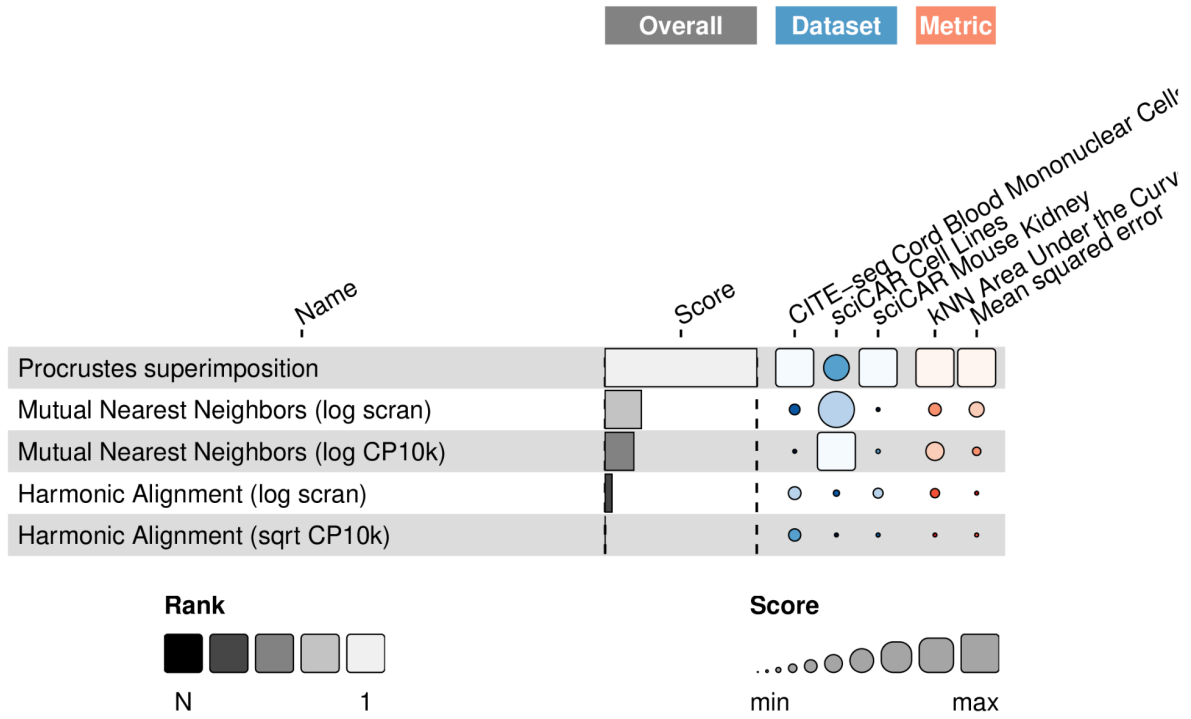 Overall Dataset Metric
Name
Score
CITE-seq Cord Blood Mononuclear Cells
sciCAR Cell Lines
sciCAR Mouse Kidney
kNN Area Under the Curv
Mean squared error
Procrustes superimposition
Mutual Nearest Neighbors (log scran)
Mutual Nearest Neighbors (log CP10k)
Harmonic Alignment (log scran)
Harmonic Alignment (sqrt CP10k)
Rank Score
N 1 min max